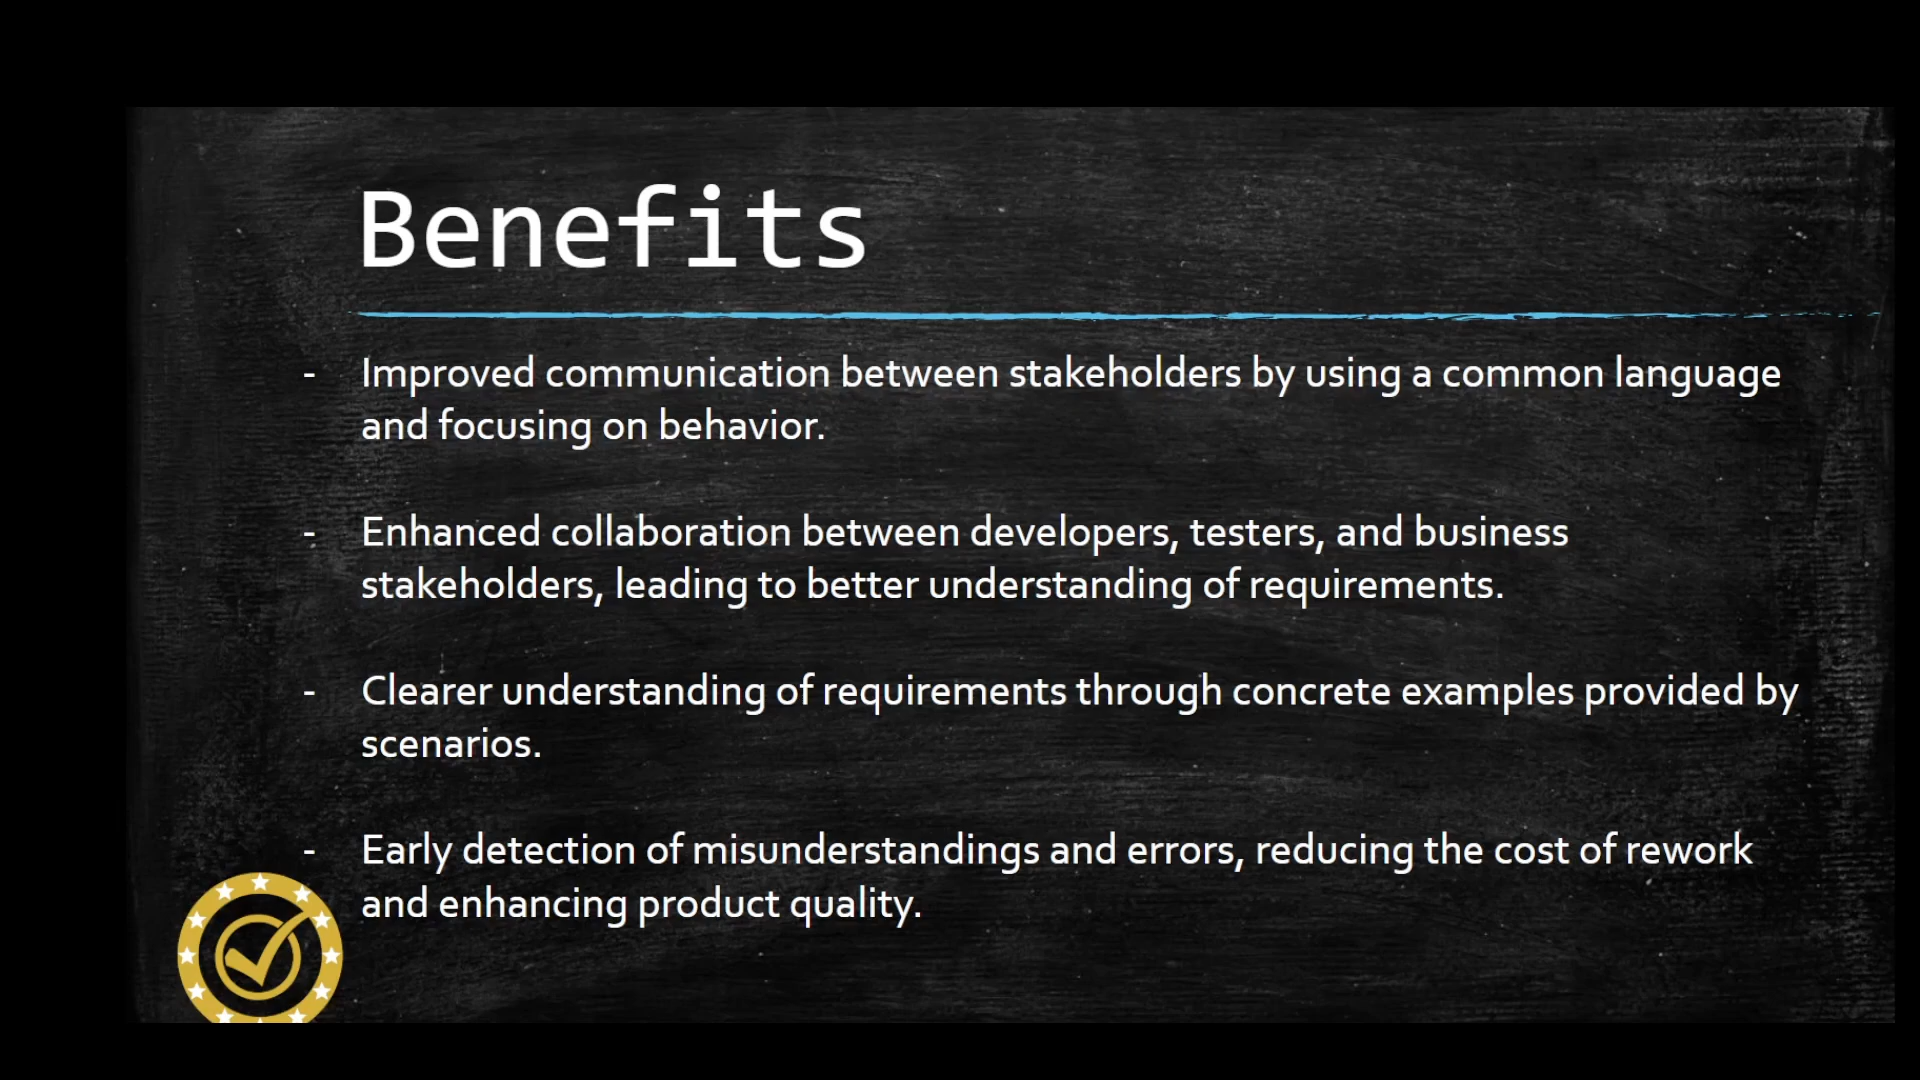 Benefits
- Improved communication between stakeholders by using a common language
and focusing on behavior.
- Enhanced collaboration between developers, testers, and business
stakeholders, leading to better understanding of requirements.
- Clearer understanding of requirements through concrete examples provided by
scenarios.
- Early detection of misunderstandings and errors, reducing the cost of rework
and enhancing product quality.